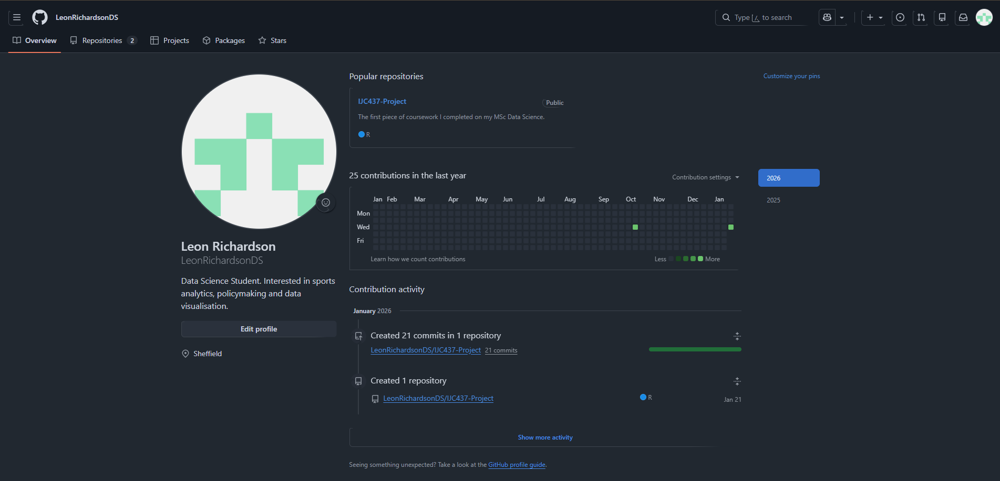 LeonRichardsonDS
Type / to search
Overview
Repositories 2
Projects
Packages
Stars
Popular repositories
Customize your pins
IJC437-Project
Public
The first piece of coursework I completed on my MSc Data Science.
R
25 contributions in the last year
Contribution settings
2026
2025
Jan Feb Mar Apr May Jun Jul Aug Sep Oct Nov Dec Jan
Mon
Wed
Fri
Learn how we count contributions
Less More
Leon Richardson
LeonRichardsonDS
Data Science Student. Interested in sports
analytics, policymaking and data
visualisation.
Edit profile
Sheffield
Contribution activity
January 2026
Created 21 commits in 1 repository
LeonRichardsonDS/IJC437-Project 21 commits
Created 1 repository
LeonRichardsonDS/IJC437-Project R Jan 21
Show more activity
Seeing something unexpected? Take a look at the GitHub profile guide.